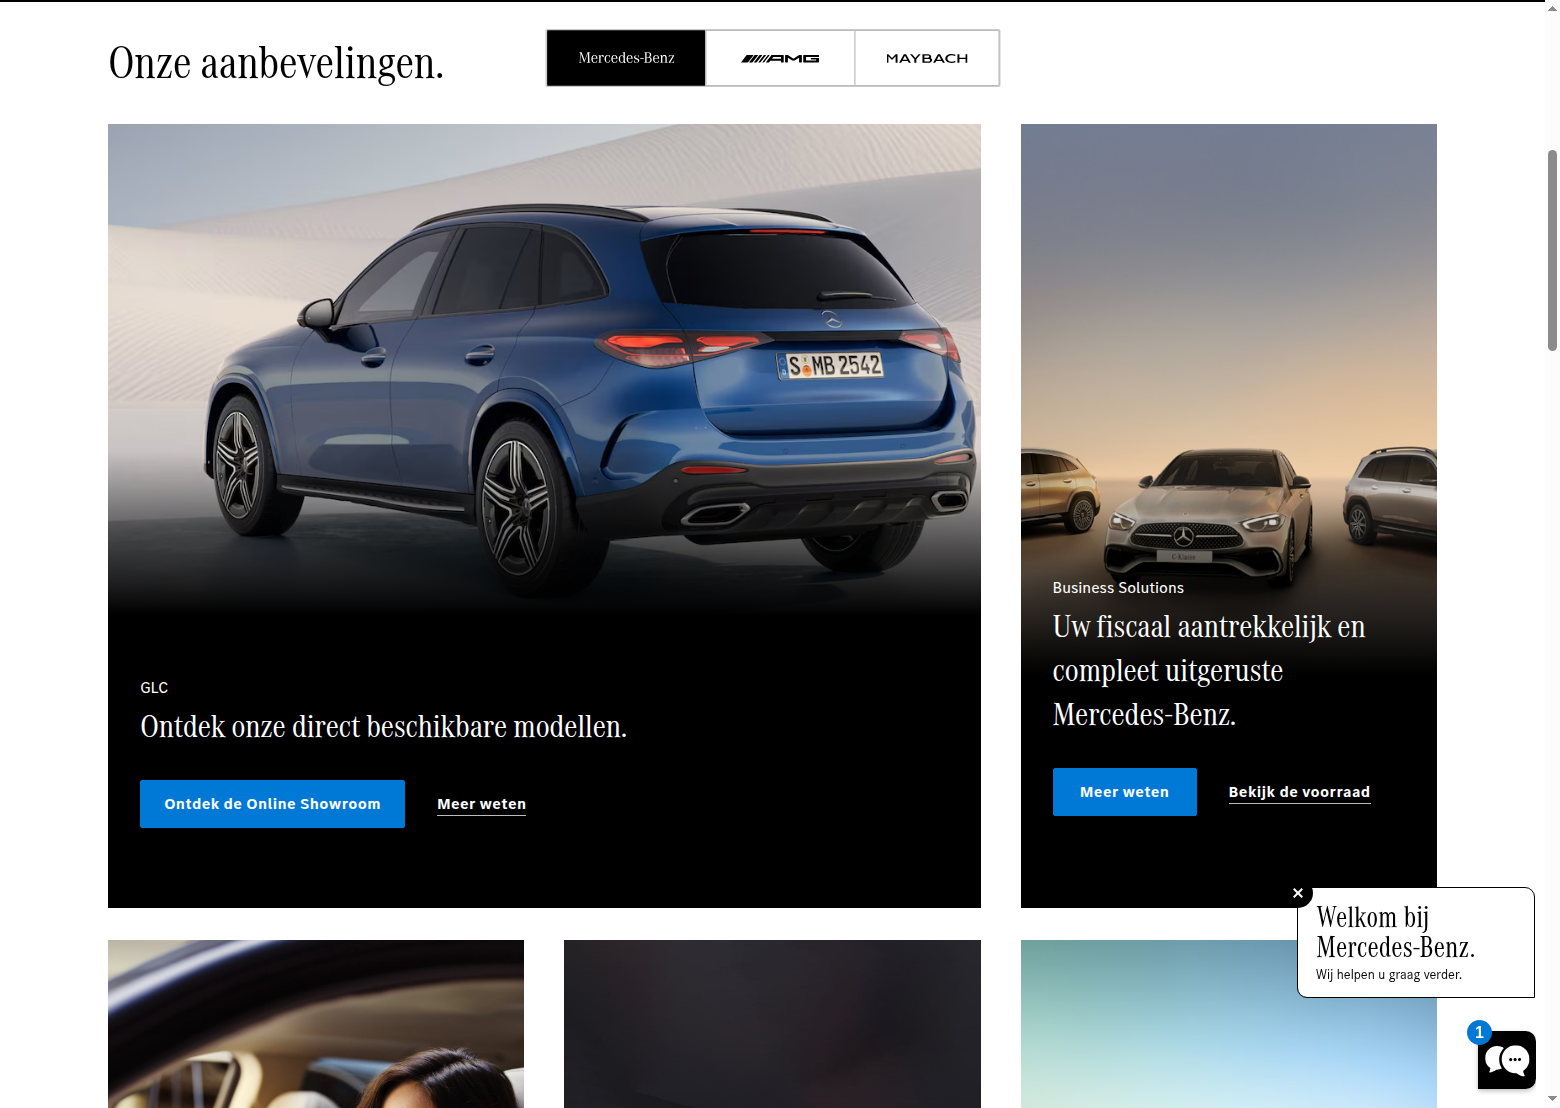 Onze aanbevelingen.
Mercedes-Benz
AMG
MAYBACH
S MB 2542
GLC
Ontdek onze direct beschikbare modellen.
Ontdek de Online Showroom
Meer weten
C-Klasse
Business Solutions
Uw fiscaal aantrekkelijk en
compleet uitgeruste
Mercedes-Benz.
Meer weten
Bekijk de voorraad
Welkom bij
Mercedes-Benz.
Wij helpen u graag verder.
1